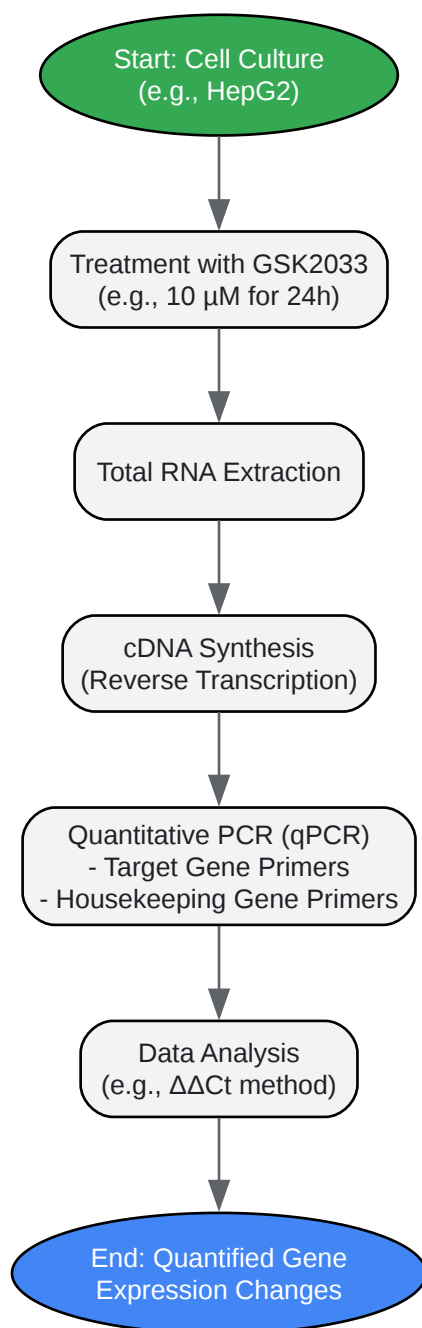 Start: Cell Culture
(e.g., HepG2)
Treatment with GSK2033
(e.g., 10 µM for 24h)
Total RNA Extraction
cDNA Synthesis
(Reverse Transcription)
Quantitative PCR (qPCR)
- Target Gene Primers
- Housekeeping Gene Primers
Data Analysis
(e.g., ΔΔCt method)
End: Quantified Gene
Expression Changes